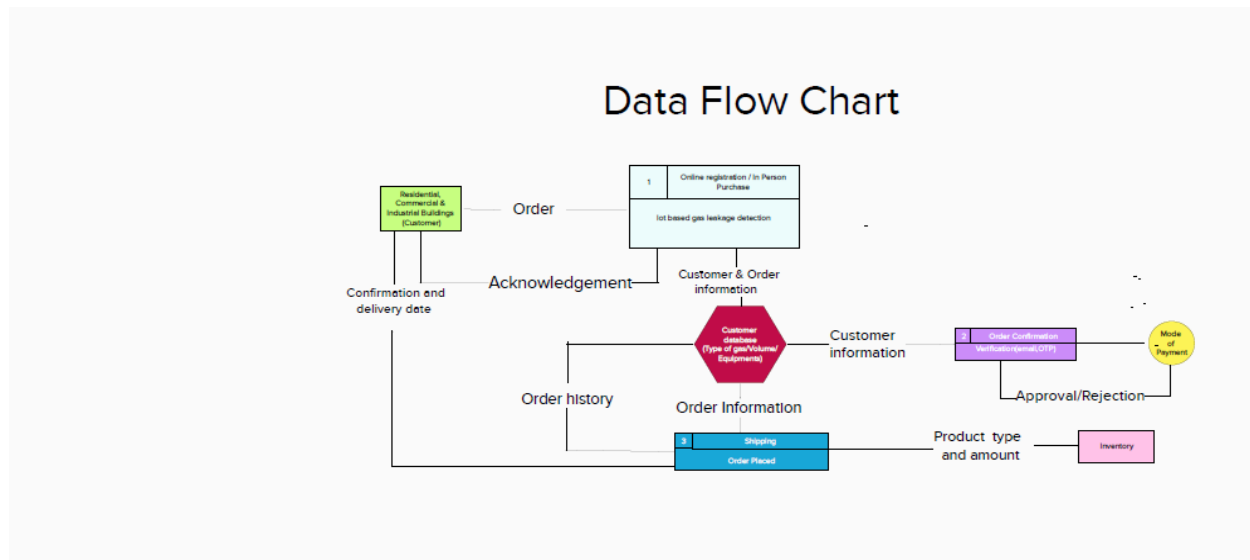 Data Flow Chart
1
Online registration / In Person
Purchase
Iot based gas leakage detection
Residential,
Commercial &
Industrial Buildings
(Customer)
Order
Acknowledgement
Customer & Order
information
Confirmation and
delivery date
Customer
database
(Type of gas/Volume/
Equipments)
Customer
information
2
Order Confirmation
Verification(email,OTP)
Mode
of
Payment
Approval/Rejection
Order history
Order Information
3
Shipping
Order Placed
Product type
and amount
Inventory